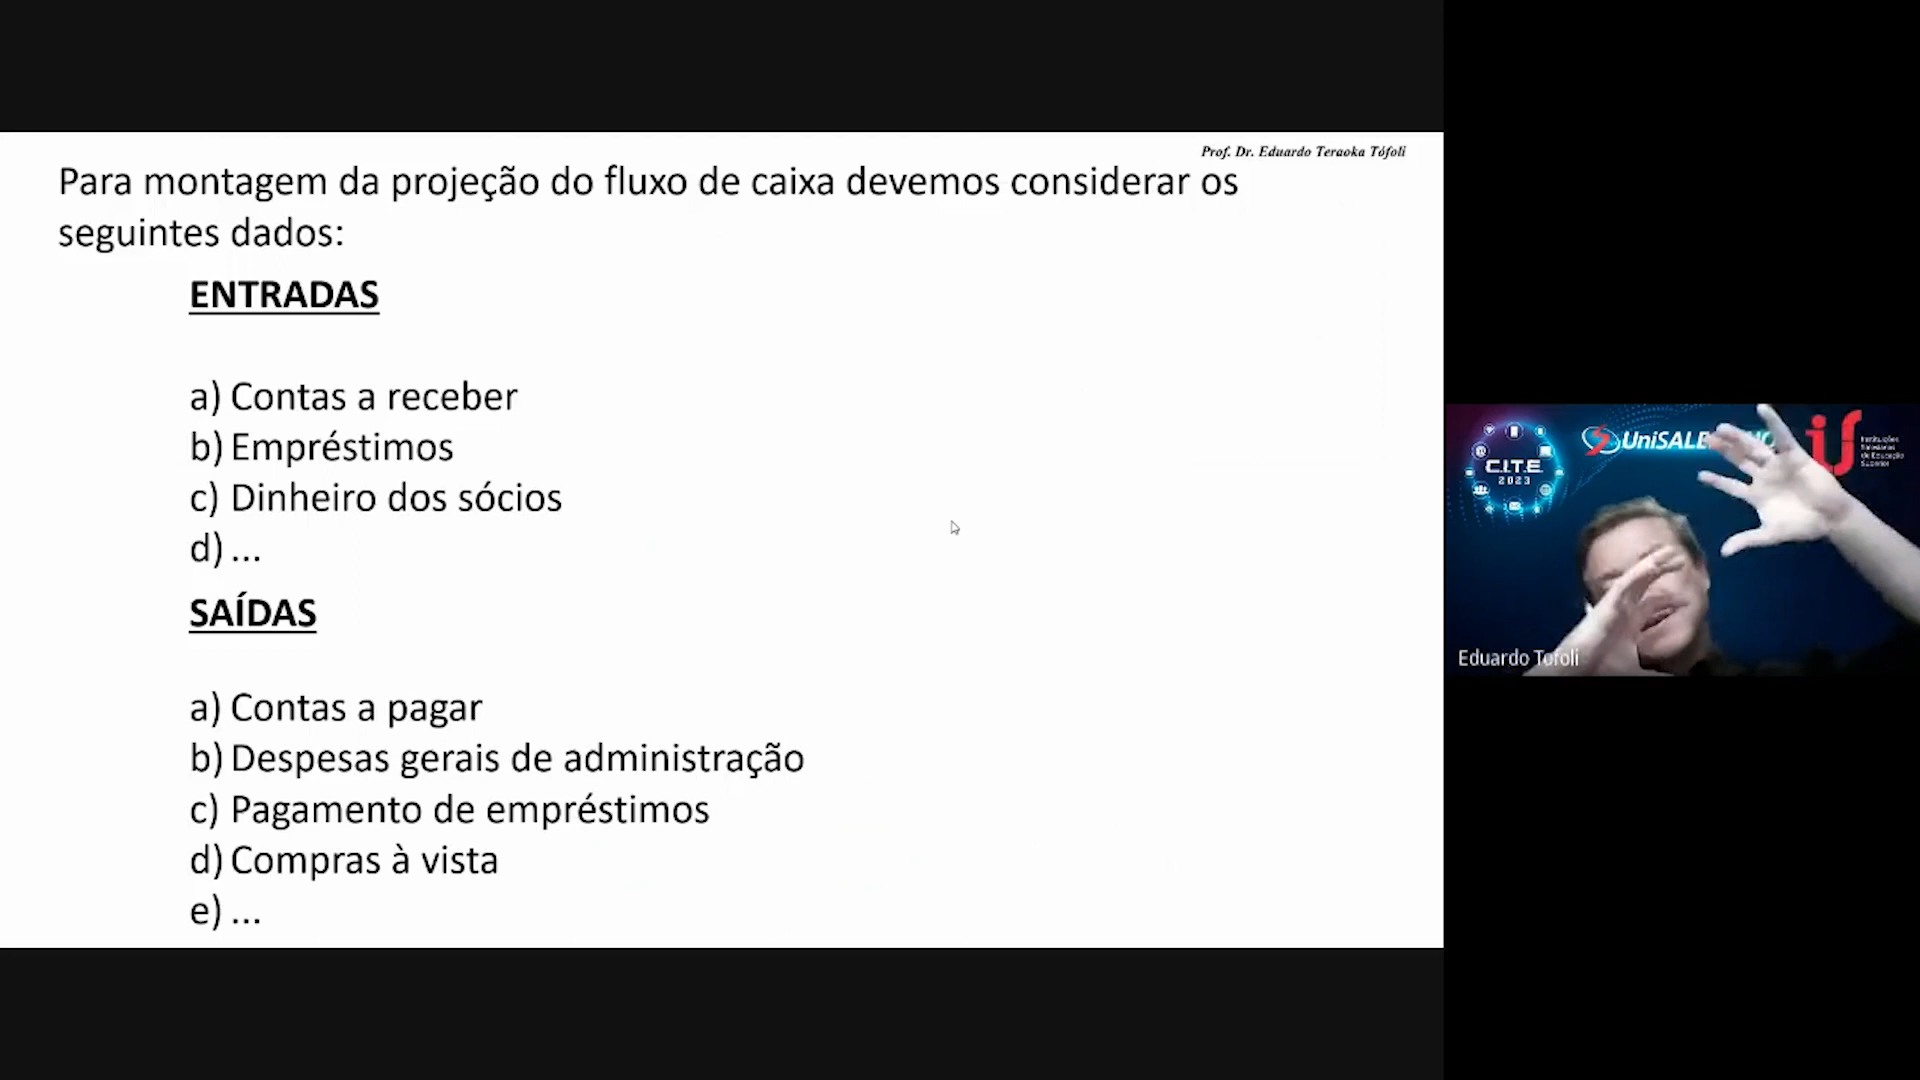 Prof. Dr. Eduardo Teraoka Tófoli
Para montagem da projeção do fluxo de caixa devemos considerar os
seguintes dados:
ENTRADAS
a) Contas a receber
b) Empréstimos
c) Dinheiro dos sócios
d) ...
SAÍDAS
a) Contas a pagar
b) Despesas gerais de administração
c) Pagamento de empréstimos
d) Compras à vista
e) ...
C.I.T.E
2023
UniSALE
is
Eduardo Tofoli